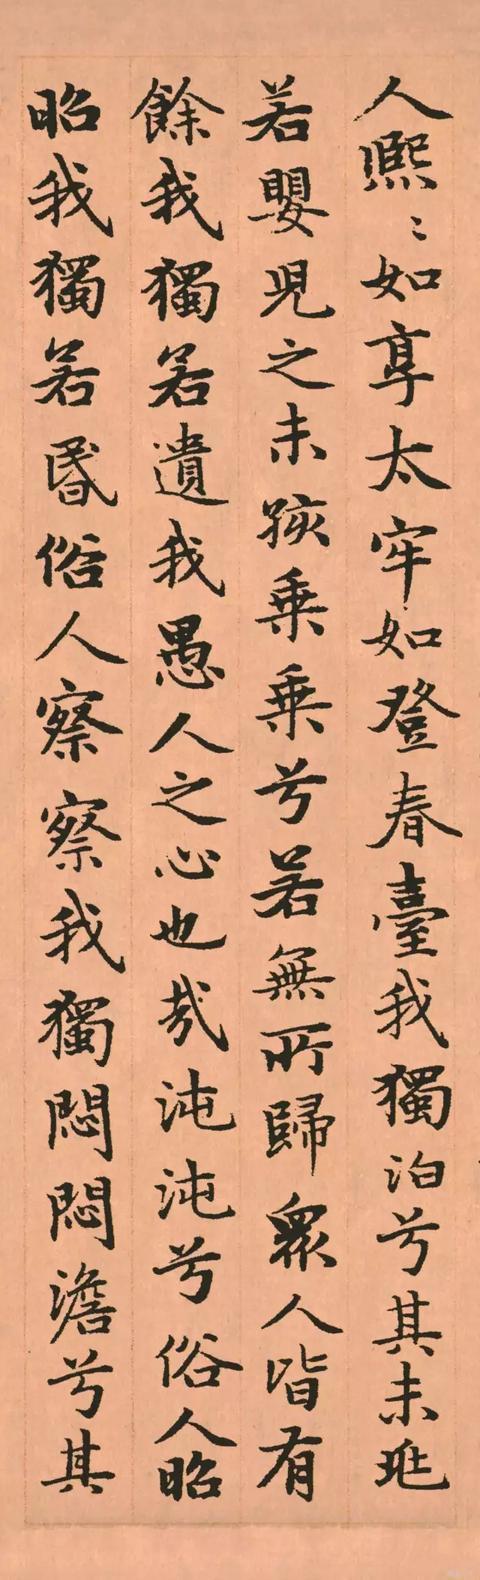 人熙〻如享太牢如登春臺我獨泊兮其未兆
若嬰兒之未孩乘乘兮若無所歸眾人皆有
餘我獨若遺我愚人之心也哉沌沌兮俗人昭
昭我獨若昬俗人察察我獨悶悶澹兮其